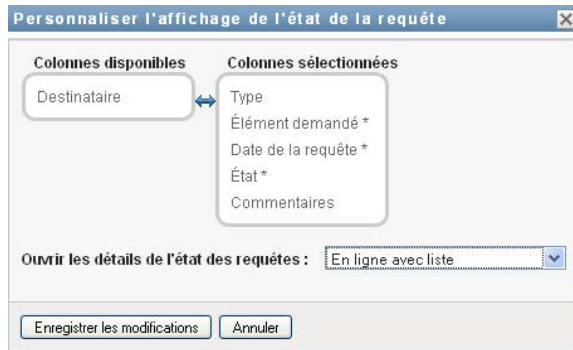 Personnaliser l'affichage de l'état de la requête
Colonnes disponibles
Colonnes sélectionnées
Destinataire
Type
Élément demandé *
Date de la requête *
État *
Commentaires
Ouvrir les détails de l'état des requêtes : En ligne avec liste
Enregistrer les modifications Annuler